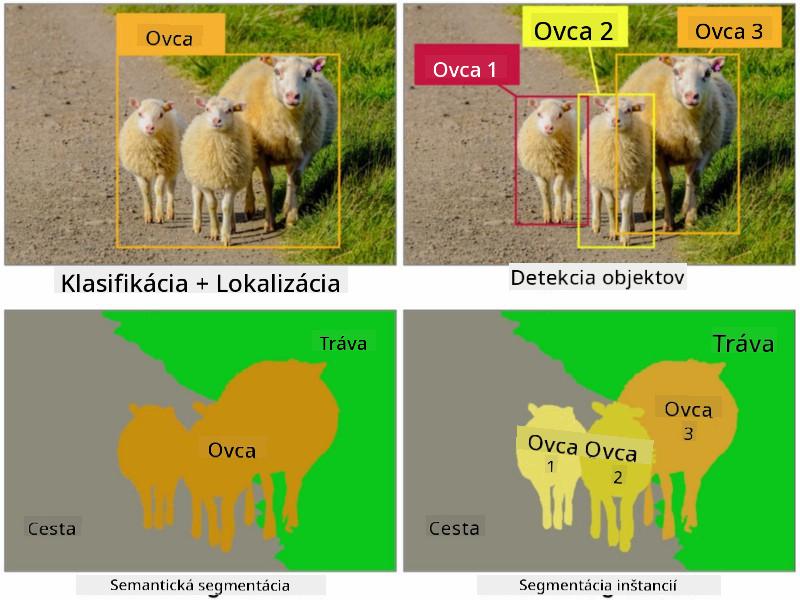 Ovca
Ovca 1
Ovca 2
Ovca 3
Klasifikácia + Lokalizácia
Detekcia objektov
Tráva
Ovca
Cesta
Semantická segmentácia
Tráva
Ovca
1
Ovca
2
Ovca
3
Cesta
Segmentácia inštancií